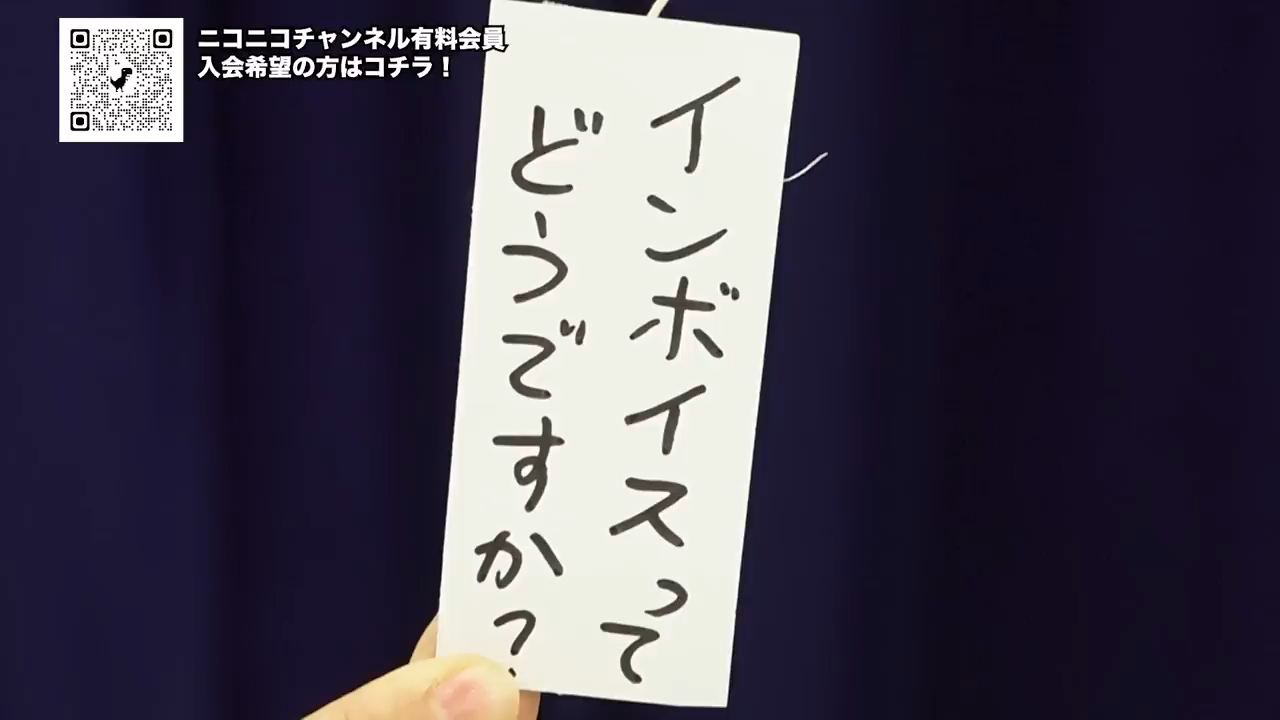 ニコニコチャンネル有料会員
入会希望の方はコチラ！
インボイスって
どうですか？